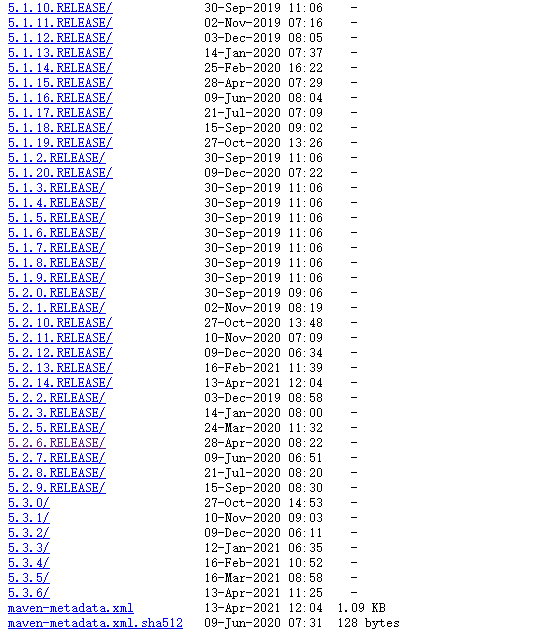 5.1.10.RELEASE/ 30-Sep-2019 11:06 -
5.1.11.RELEASE/ 02-Nov-2019 07:16 -
5.1.12.RELEASE/ 03-Dec-2019 08:05 -
5.1.13.RELEASE/ 14-Jan-2020 07:37 -
5.1.14.RELEASE/ 25-Feb-2020 16:22 -
5.1.15.RELEASE/ 28-Apr-2020 07:29 -
5.1.16.RELEASE/ 09-Jun-2020 08:04 -
5.1.17.RELEASE/ 21-Jul-2020 07:09 -
5.1.18.RELEASE/ 15-Sep-2020 09:02 -
5.1.19.RELEASE/ 27-Oct-2020 13:26 -
5.1.2.RELEASE/ 30-Sep-2019 11:06 -
5.1.20.RELEASE/ 09-Dec-2020 07:22 -
5.1.3.RELEASE/ 30-Sep-2019 11:06 -
5.1.4.RELEASE/ 30-Sep-2019 11:06 -
5.1.5.RELEASE/ 30-Sep-2019 11:06 -
5.1.6.RELEASE/ 30-Sep-2019 11:06 -
5.1.7.RELEASE/ 30-Sep-2019 11:06 -
5.1.8.RELEASE/ 30-Sep-2019 11:06 -
5.1.9.RELEASE/ 30-Sep-2019 11:06 -
5.2.0.RELEASE/ 30-Sep-2019 09:06 -
5.2.1.RELEASE/ 02-Nov-2019 08:19 -
5.2.10.RELEASE/ 27-Oct-2020 13:48 -
5.2.11.RELEASE/ 10-Nov-2020 07:09 -
5.2.12.RELEASE/ 09-Dec-2020 06:34 -
5.2.13.RELEASE/ 16-Feb-2021 11:39 -
5.2.14.RELEASE/ 13-Apr-2021 12:04 -
5.2.2.RELEASE/ 03-Dec-2019 08:58 -
5.2.3.RELEASE/ 14-Jan-2020 08:00 -
5.2.5.RELEASE/ 24-Mar-2020 11:32 -
5.2.6.RELEASE/ 28-Apr-2020 08:22 -
5.2.7.RELEASE/ 09-Jun-2020 06:51 -
5.2.8.RELEASE/ 21-Jul-2020 08:20 -
5.2.9.RELEASE/ 15-Sep-2020 08:30 -
5.3.0/ 27-Oct-2020 14:53 -
5.3.1/ 10-Nov-2020 09:03 -
5.3.2/ 09-Dec-2020 06:11 -
5.3.3/ 12-Jan-2021 06:35 -
5.3.4/ 16-Feb-2021 10:52 -
5.3.5/ 16-Mar-2021 08:58 -
5.3.6/ 13-Apr-2021 11:25 -
maven-metadata.xml 13-Apr-2021 12:04 1.09 KB
maven-metadata.xml.sha512 09-Jun-2020 07:31 128 bytes